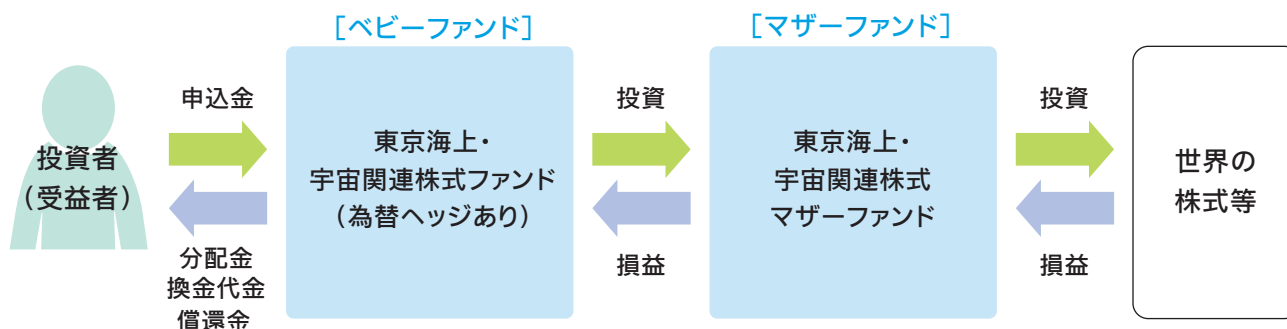 [ベビーファンド]
[マザーファンド]
投資者
（受益者）
申込金
分配金
換金代金
償還金
東京海上・
宇宙関連株式ファンド
（為替ヘッジあり）
投資
損益
東京海上・
宇宙関連株式
マザーファンド
投資
損益
世界の
株式等